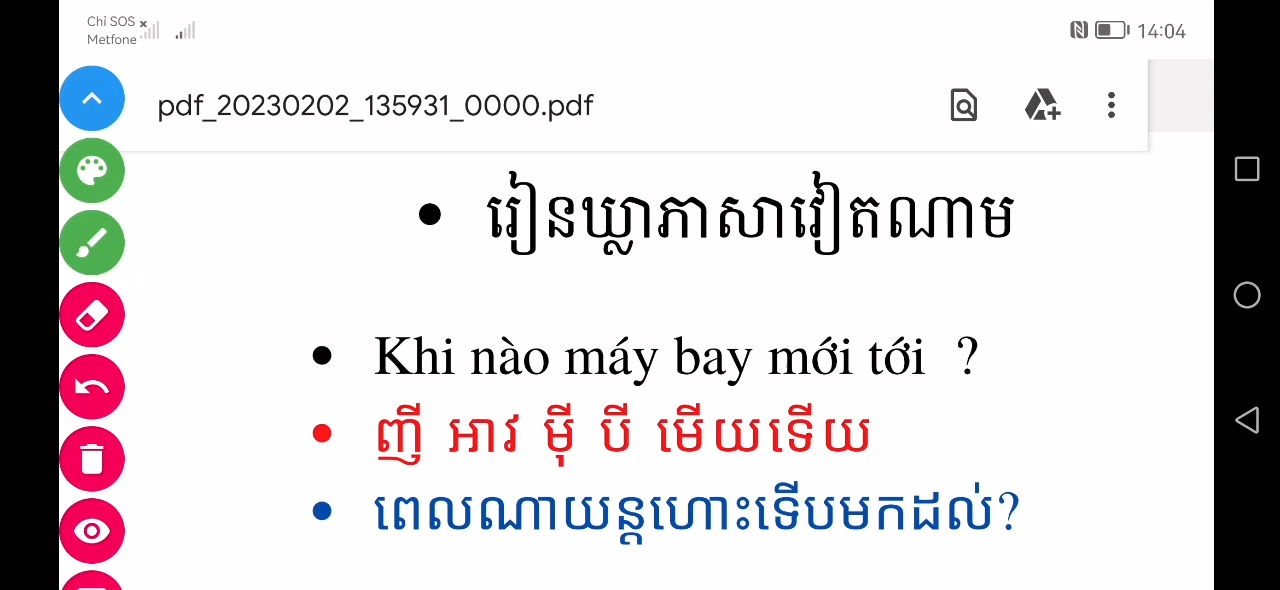 Chỉ SOS
Metfone
14:04
pdf_20230202_135931_0000.pdf
• រៀនឃ្លាភាសាវៀតណាម
• Khi nào máy bay mới tới ?
• ញី អាវ ម៉ី បី មើយទើយ
• ពេលណាយន្តហោះទើបមកដល់?